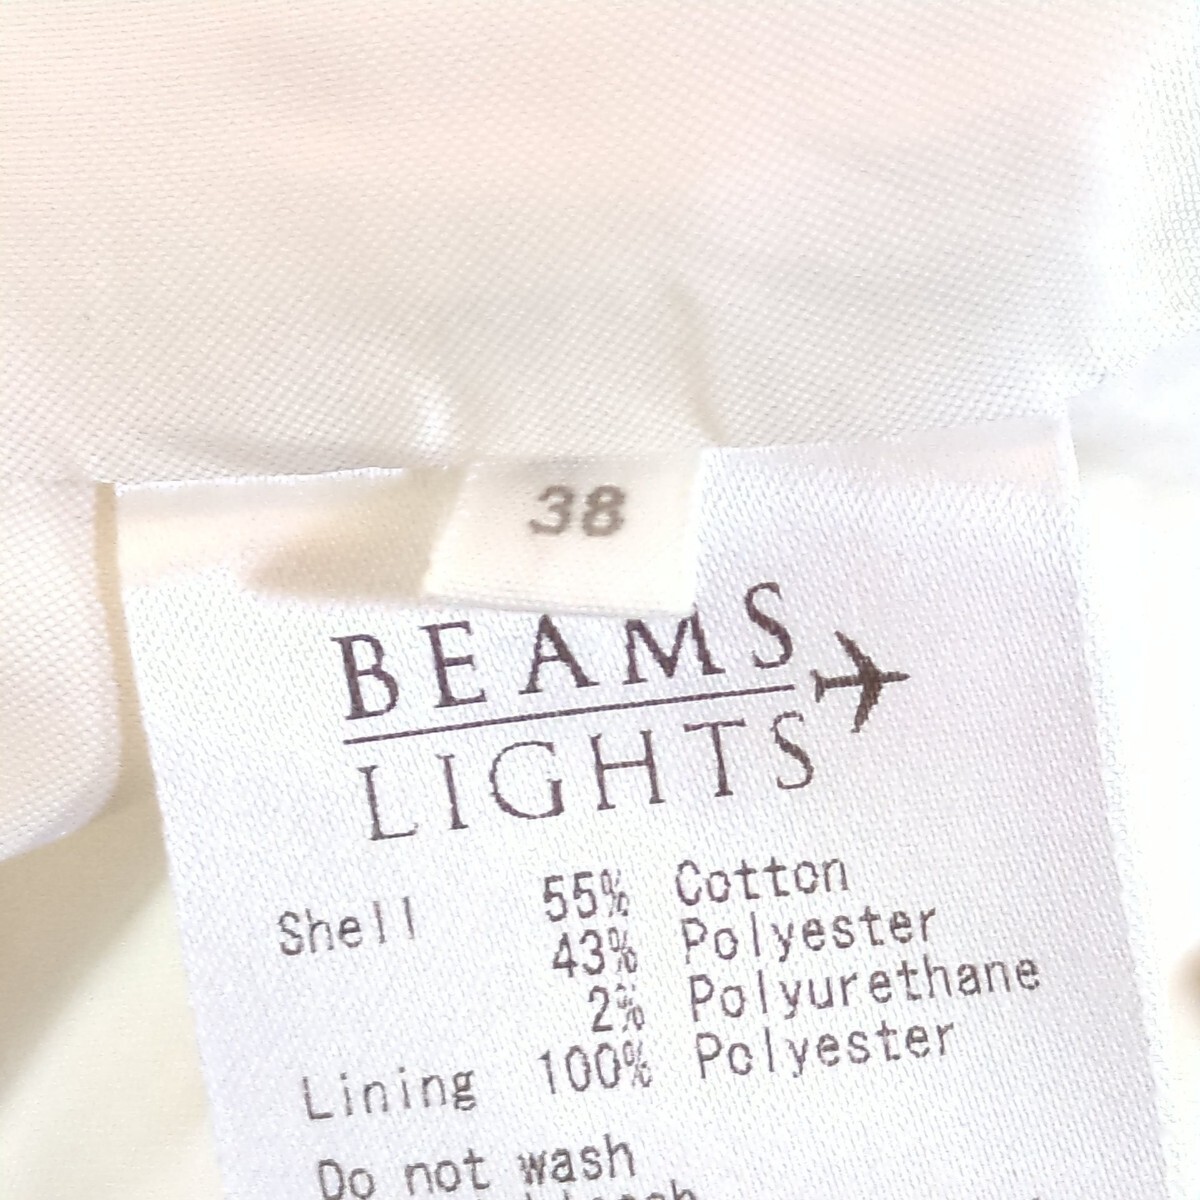 38
BEAMS
LIGHTS
Shell 55% Cotton
43% Polyester
2% Polyurethane
Lining 100% Polyester
Do not wash